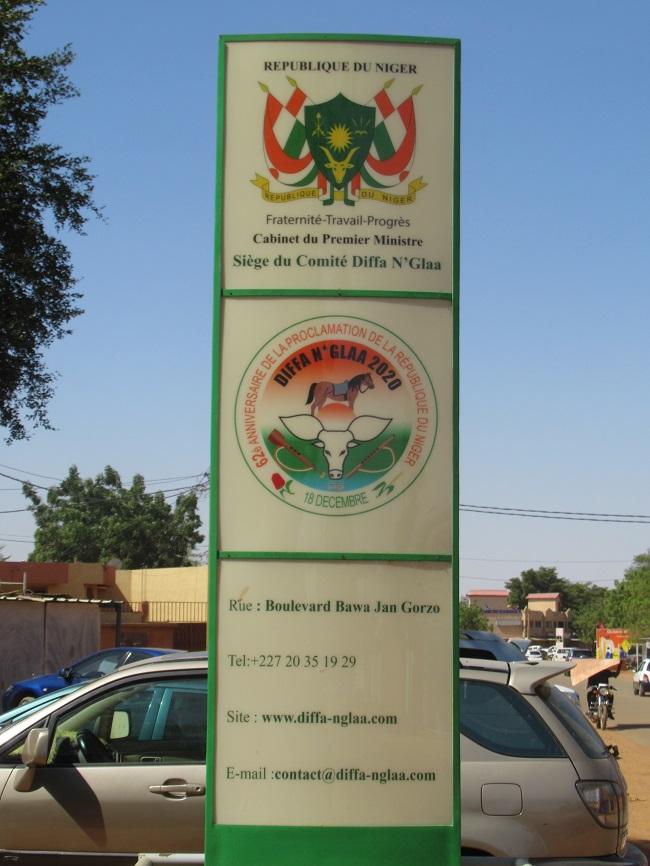 REPUBLIQUE DU NIGER
REPUBLIQUE DU NIGER
Fraternité-Travail-Progrès
Cabinet du Premier Ministre
Siège du Comité Diffa N'Glaa
62è ANNIVERSAIRE DE LA PROCLAMATION DE LA RÉPUBLIQUE DU NIGER
DIFFA N'GLAA 2020
18 DECEMBRE
Rue : Boulevard Bawa Jan Gorzo
Tel:+227 20 35 19 29
Site : www.diffa-nglaa.com
E-mail :contact@diffa-nglaa.com